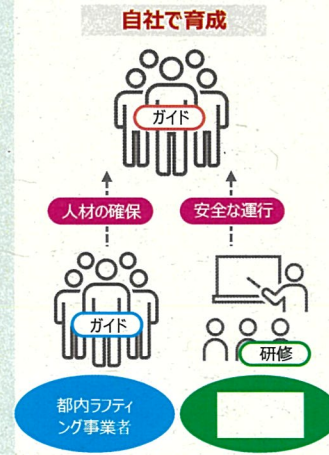 自社で育成
ガイド
人材の確保
安全な運行
ガイド
研修
都内ラフティ
ング事業者